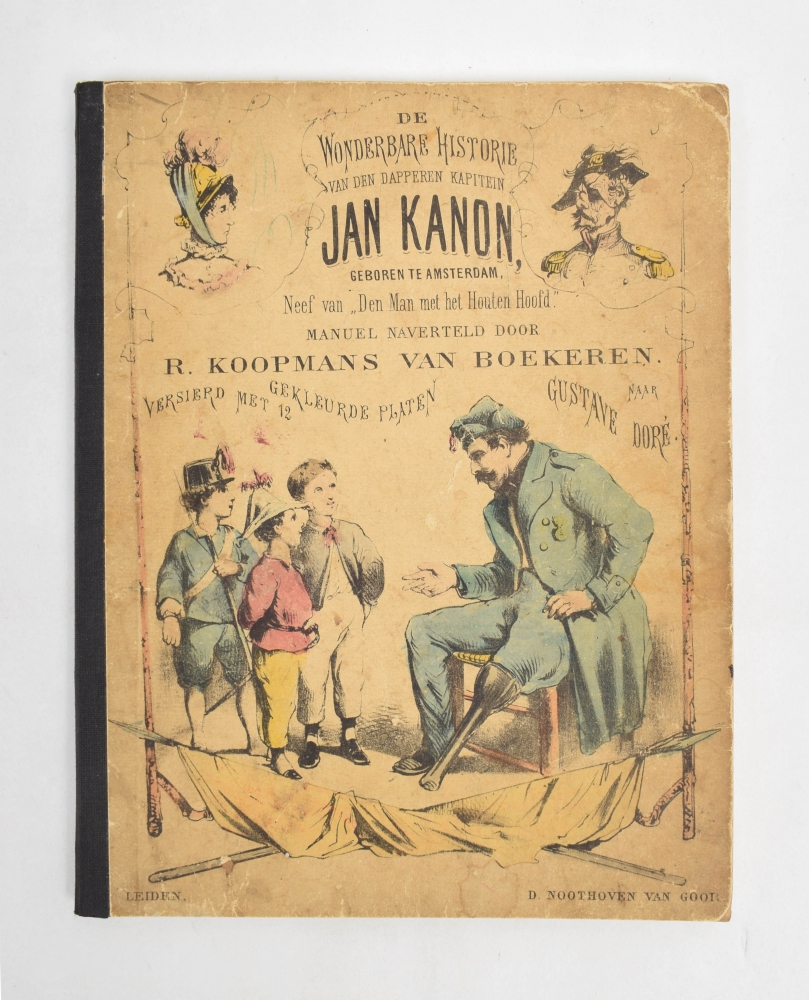 DE
WONDERBARE HISTORIE
VAN DEN DAPPEREN KAPITEIN
JAN KANON,
GEBOREN TE AMSTERDAM,
Neef van „Den Man met het Houten Hoofd."
MANUEL NAVERTELD DOOR
R. KOOPMANS VAN BOEKEREN.
VERSIERD MET 12 GEKLEURDE PLATEN
NAAR
GUSTAVE DORÉ.
LEIDEN.
D. NOOTHOVEN VAN GOOR.